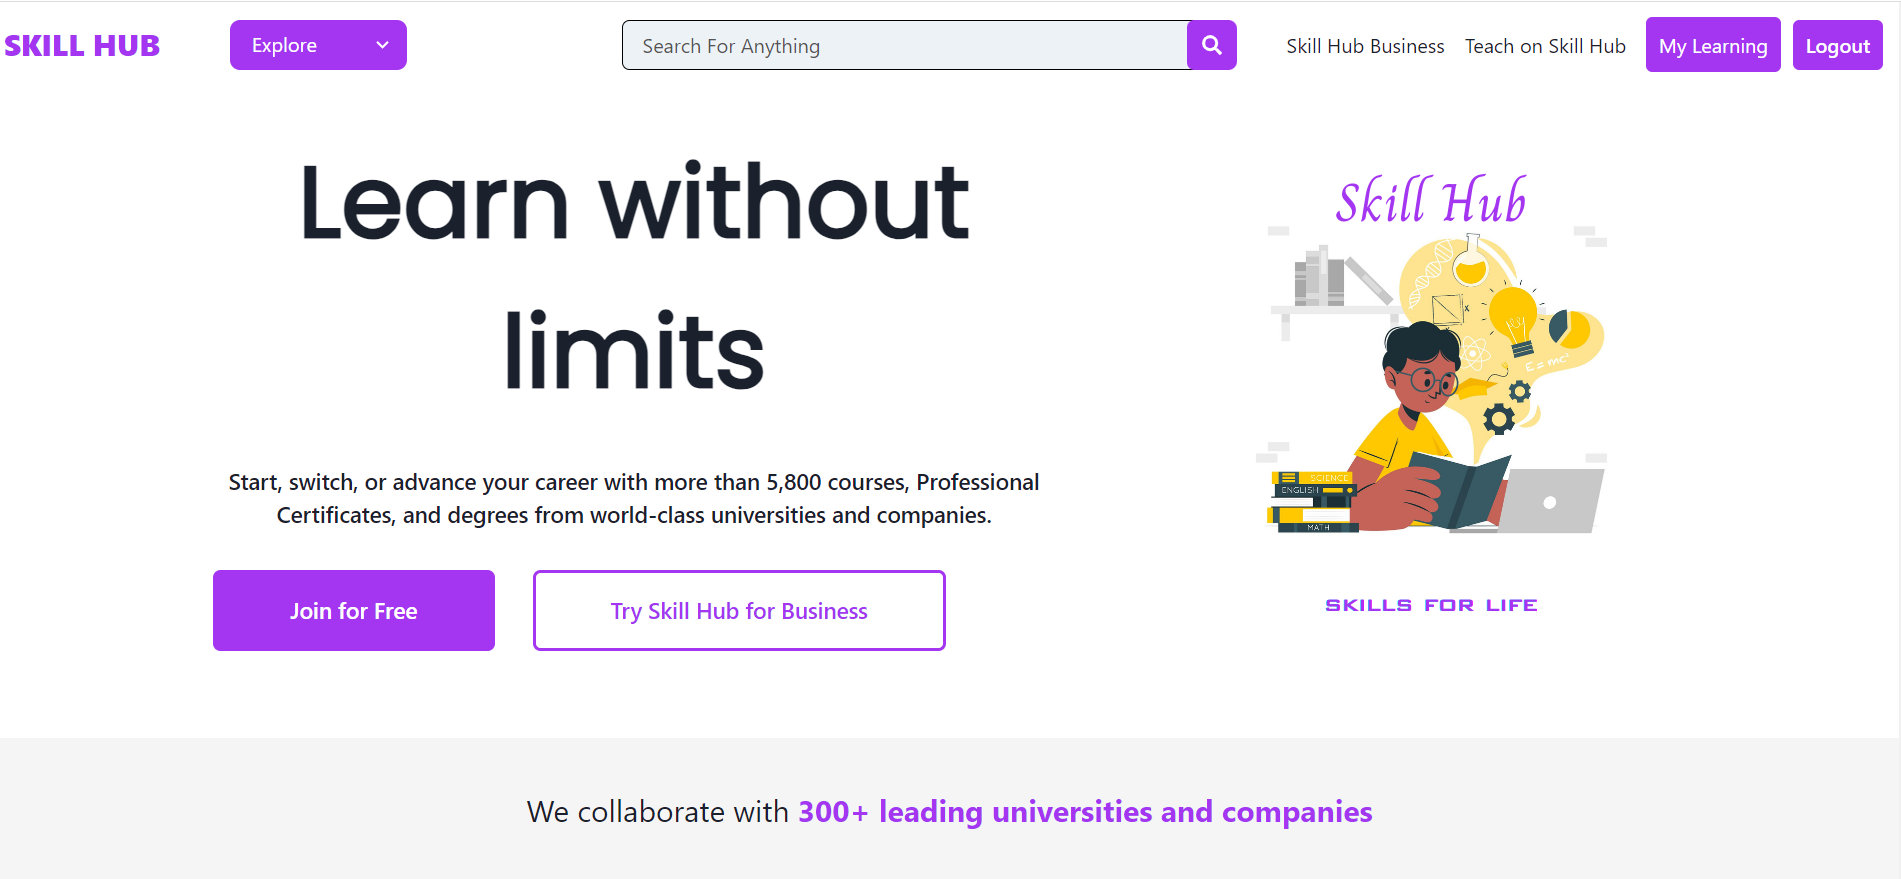 SKILL HUB
Explore
Search For Anything
Skill Hub Business
Teach on Skill Hub
My Learning
Logout
Learn without
limits
Start, switch, or advance your career with more than 5,800 courses, Professional
Certificates, and degrees from world-class universities and companies.
Join for Free
Try Skill Hub for Business
Skill Hub
E = mc²
SCIENCE
ENGLISH
MATH
SKILLS FOR LIFE
We collaborate with 300+ leading universities and companies